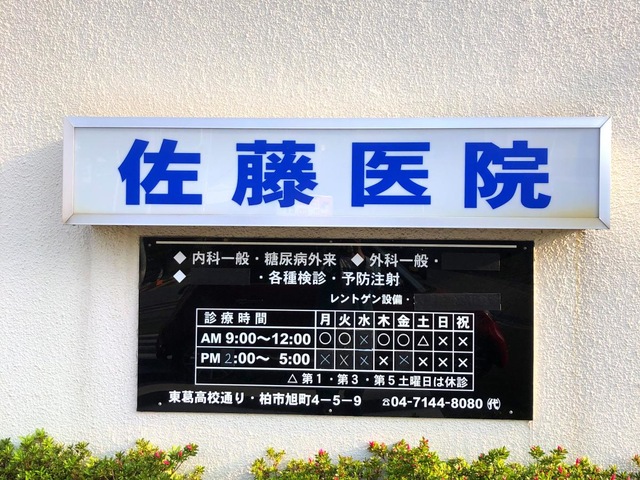 佐藤医院
◆内科一般・糖尿病外来 ◆外科一般・
◆ ・各種検診・予防注射
レントゲン設備・
診療時間 月 火 水 木 金 土 日 祝
AM 9:00〜12:00 ○ ○ × ○ ○ △ × ×
PM 2:00〜 5:00 × × × × × × × ×
△ 第1・第3・第5土曜日は休診
東葛高校通り・柏市旭町4-5-9 ☎04-7144-8080㈹